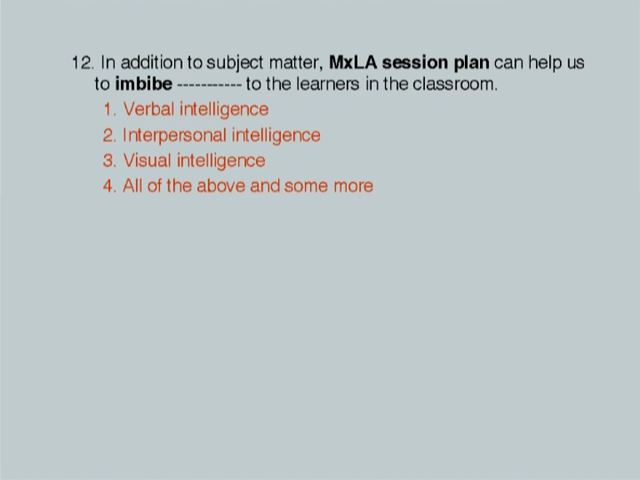 12. In addition to subject matter, MxLA session plan can help us
to imbibe ----------- to the learners in the classroom.
1. Verbal intelligence
2. Interpersonal intelligence
3. Visual intelligence
4. All of the above and some more